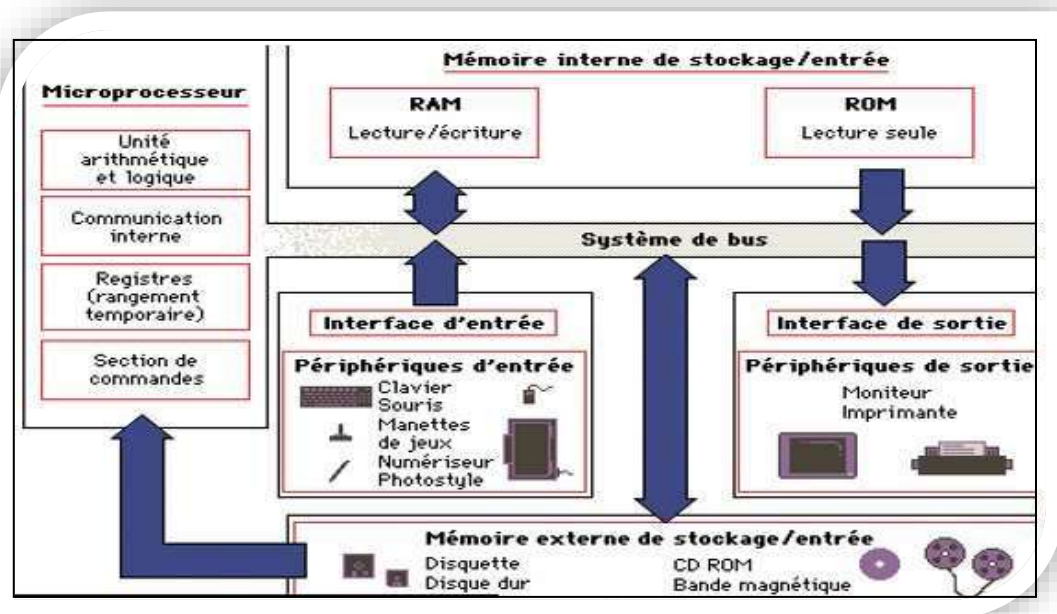 Microprocesseur
Unité
arithmétique
et logique
Communication
interne
Registres
(rangement
temporaire)
Section de
commandes
Mémoire interne de stockage/entrée
RAM
Lecture/écriture
ROM
Lecture seule
Système de bus
Interface d'entrée
Périphériques d'entrée
Clavier
Souris
Manettes
de jeux
Numériseur
Photostyle
Interface de sortie
Périphériques de sortie
Moniteur
Imprimante
Mémoire externe de stockage/entrée
Disquette
Disque dur
CD ROM
Bande magnétique